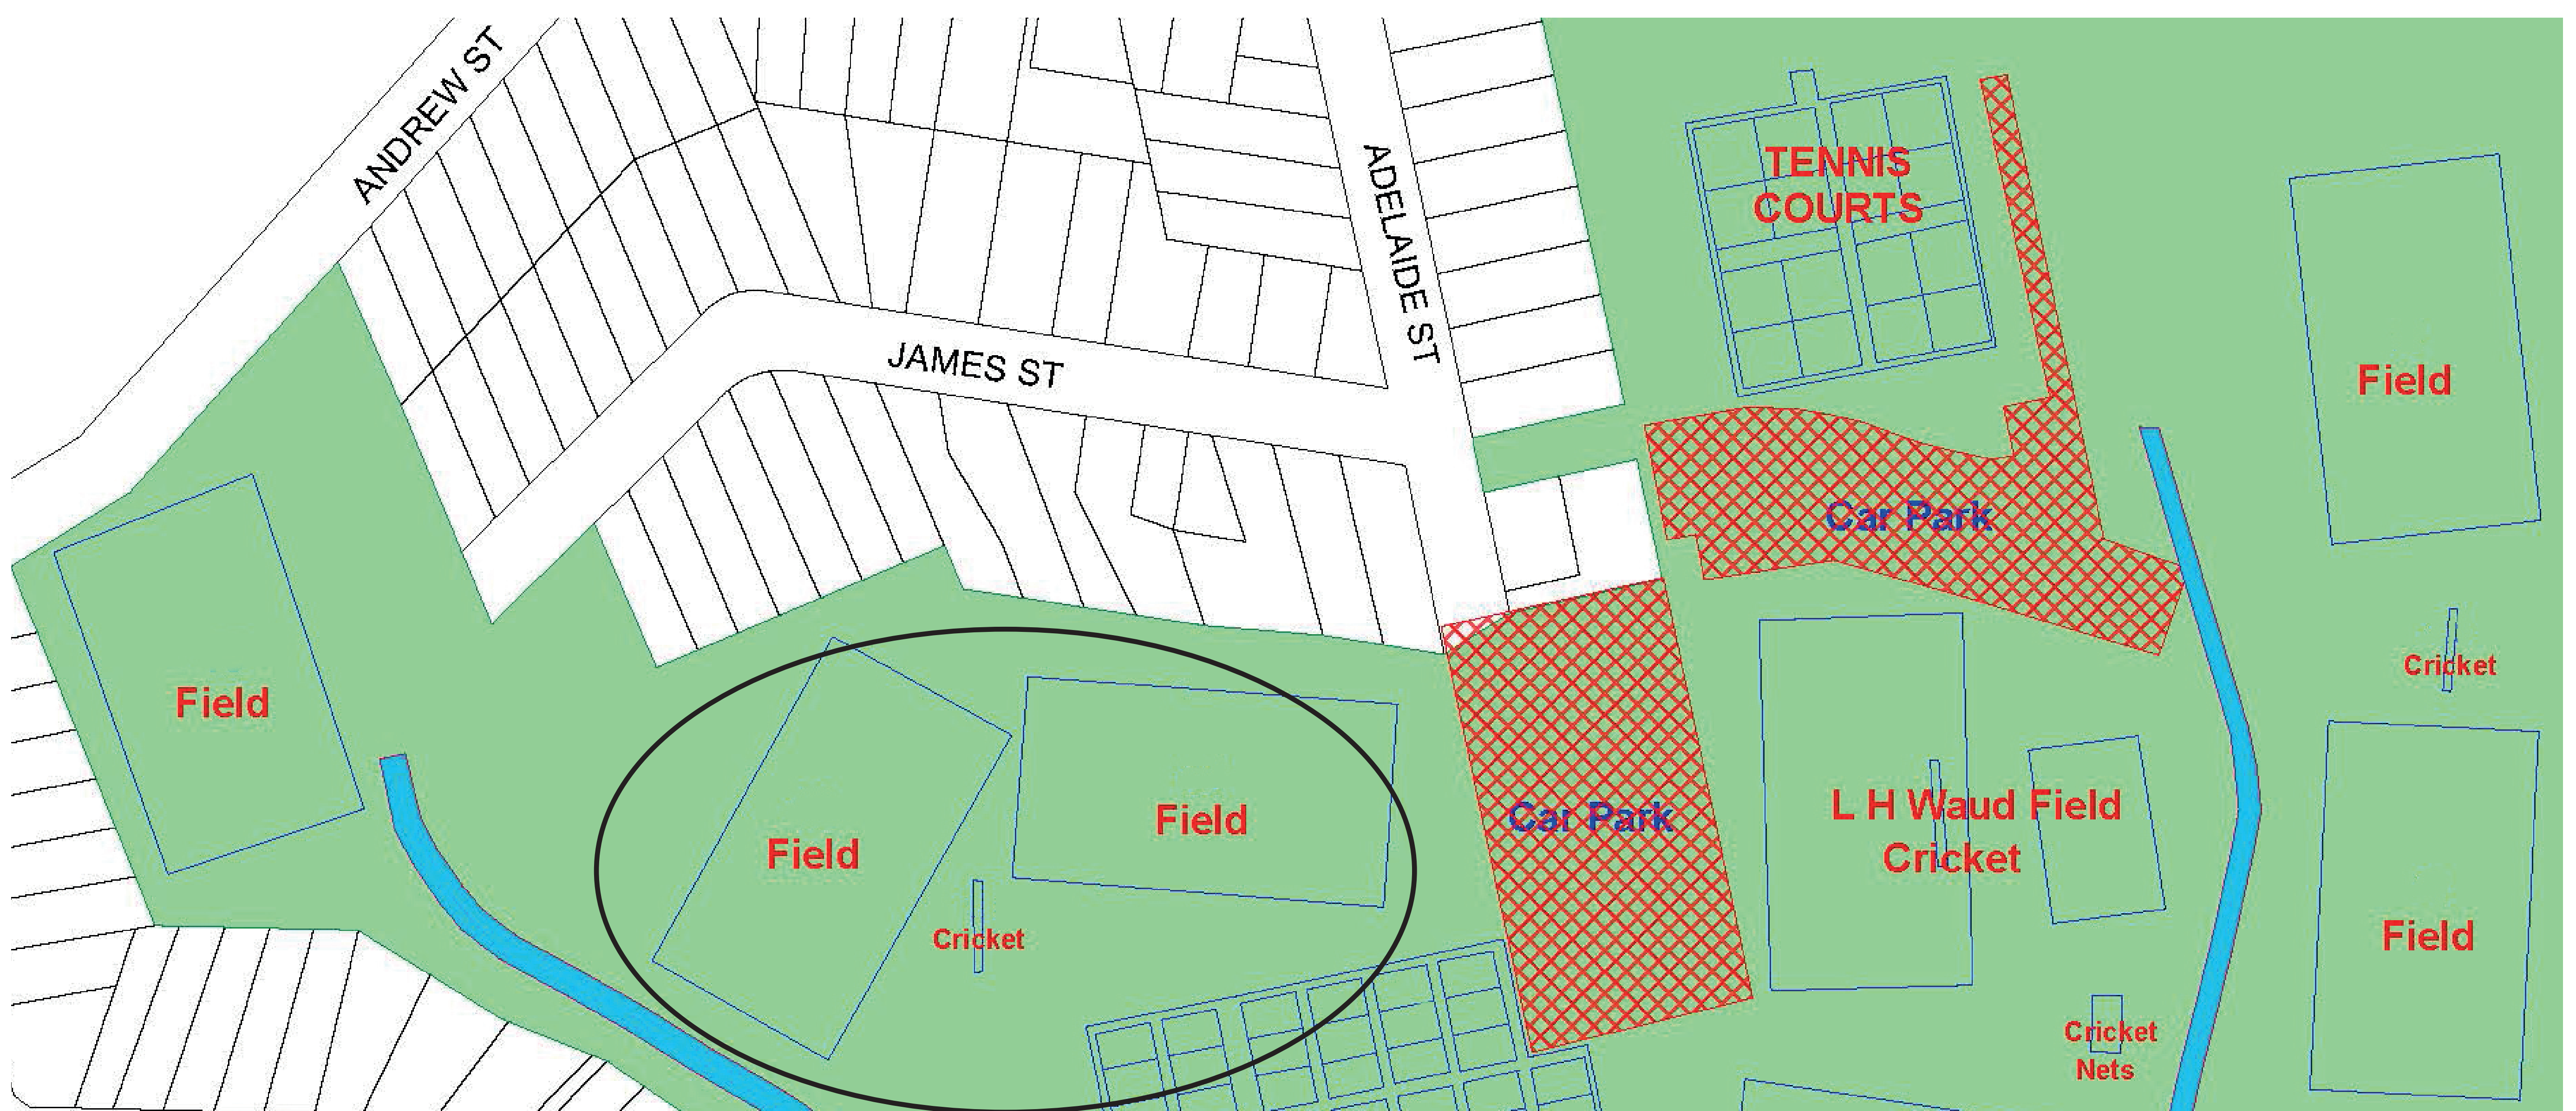 ANDREW ST
JAMES ST
ADELAIDE ST
TENNIS
COURTS
Field
Car Park
Cricket
Field
Field
Field
Cricket
Car Park
L H Waud Field
Cricket
Cricket
Nets
Field